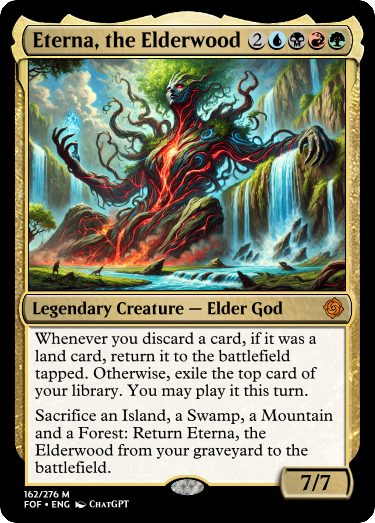 Eterna, the Elderwood 2
Legendary Creature — Elder God
Whenever you discard a card, if it was a
land card, return it to the battlefield
tapped. Otherwise, exile the top card of
your library. You may play it this turn.
Sacrifice an Island, a Swamp, a Mountain
and a Forest: Return Eterna, the
Elderwood from your graveyard to the
battlefield.
7/7
162/276 M
FOF • ENG ChatGPT